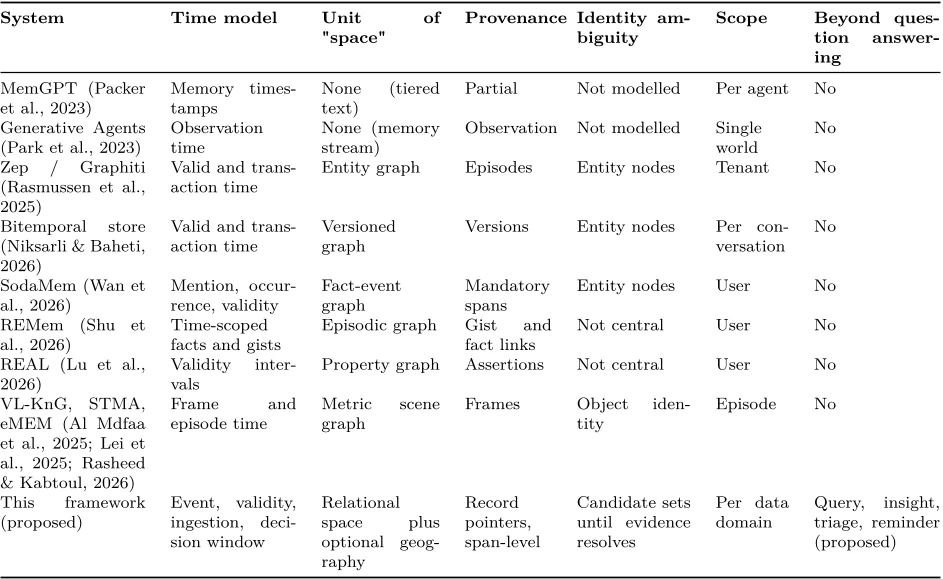 System Time model Unit of "space" Provenance Identity ambiguity Scope Beyond question answering
MemGPT (Packer et al., 2023) Memory timestamps None (tiered text) Partial Not modelled Per agent No
Generative Agents (Park et al., 2023) Observation time None (memory stream) Observation Not modelled Single world No
Zep / Graphiti (Rasmussen et al., 2025) Valid and transaction time Entity graph Episodes Entity nodes Tenant No
Bitemporal store (Niksarli & Baheti, 2026) Valid and transaction time Versioned graph Versions Entity nodes Per conversation No
SodaMem (Wan et al., 2026) Mention, occurrence, validity Fact-event graph Mandatory spans Entity nodes User No
REMem (Shu et al., 2026) Time-scoped facts and gists Episodic graph Gist and fact links Not central User No
REAL (Lu et al., 2026) Validity intervals Property graph Assertions Not central User No
VL-KnG, STMA, eMEM (Al Mdfaa et al., 2025; Lei et al., 2025; Rasheed & Kabtoul, 2026) Frame and episode time Metric scene graph Frames Object identity Episode No
This framework (proposed) Event, validity, ingestion, decision window Relational space plus optional geography Record pointers, span-level Candidate sets until evidence resolves Per data domain Query, insight, triage, reminder (proposed)